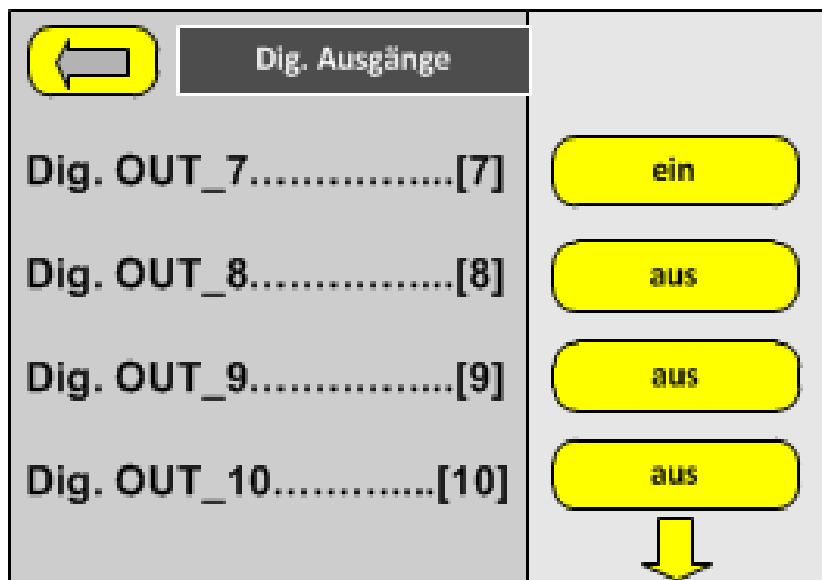 Dig. Ausgänge
Dig. OUT_7................[7] ein
Dig. OUT_8................[8] aus
Dig. OUT_9................[9] aus
Dig. OUT_10............[10] aus